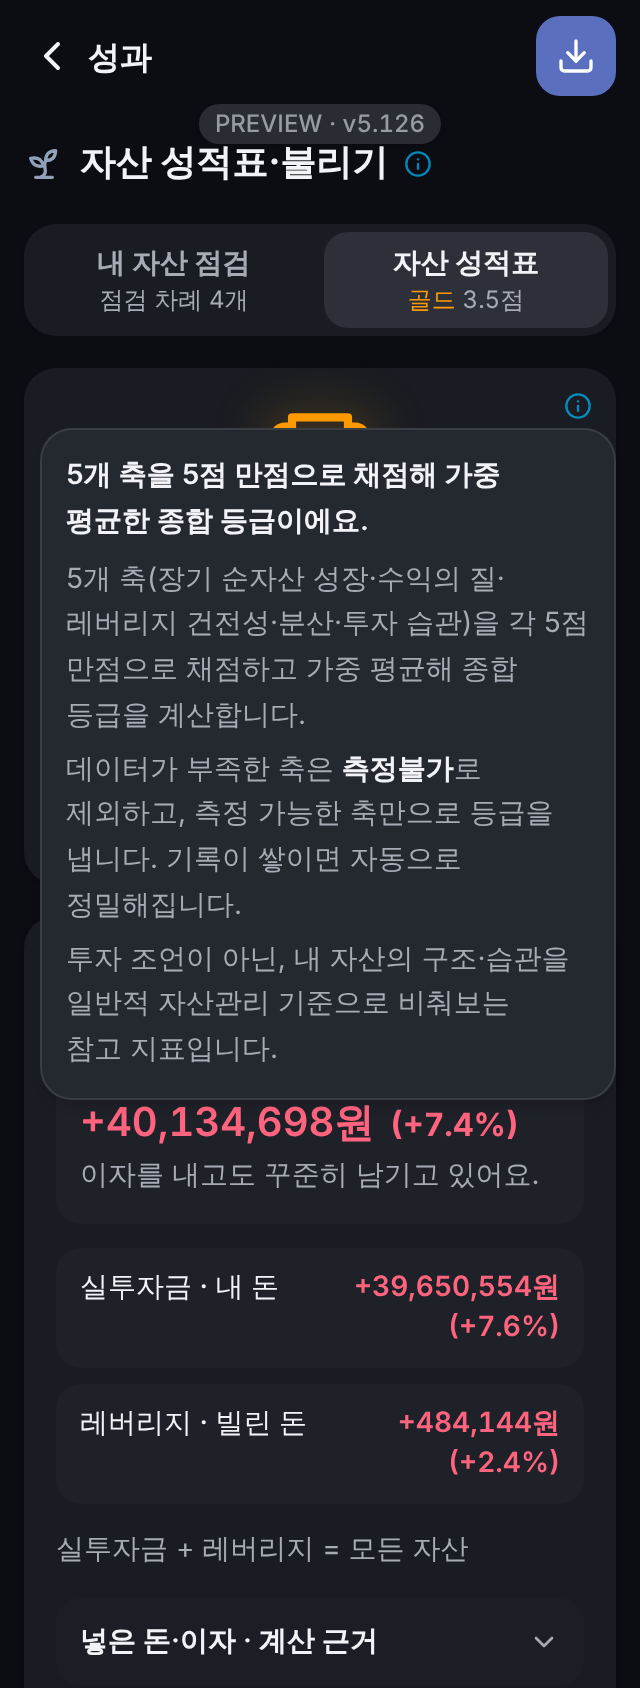 성과
PREVIEW · v5.126
자산 성적표·불리기
내 자산 점검
점검 차례 4개
자산 성적표
골드 3.5점
5개 축을 5점 만점으로 채점해 가중
평균한 종합 등급이에요.
5개 축(장기 순자산 성장·수익의 질·
레버리지 건전성·분산·투자 습관)을 각 5점
만점으로 채점하고 가중 평균해 종합
등급을 계산합니다.
데이터가 부족한 축은 측정불가로
제외하고, 측정 가능한 축만으로 등급을
냅니다. 기록이 쌓이면 자동으로
정밀해집니다.
투자 조언이 아닌, 내 자산의 구조·습관을
일반적 자산관리 기준으로 비춰보는
참고 지표입니다.
+40,134,698원 (+7.4%)
이자를 내고도 꾸준히 남기고 있어요.
실투자금 · 내 돈
+39,650,554원
(+7.6%)
레버리지 · 빌린 돈
+484,144원
(+2.4%)
실투자금 + 레버리지 = 모든 자산
넣은 돈·이자 · 계산 근거